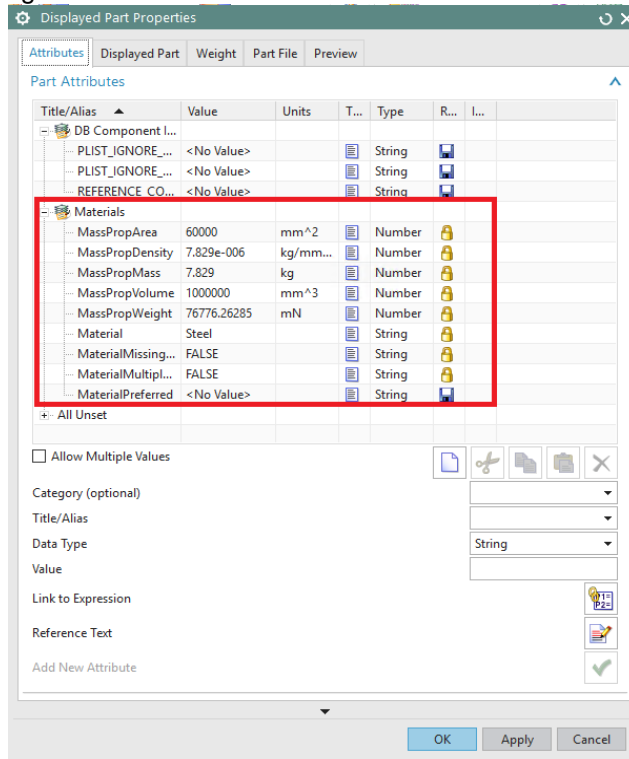 Displayed Part Properties
Attributes Displayed Part Weight Part File Preview
Part Attributes
Title/Alias Value Units T... Type R... I...
DB Component I...
PLIST_IGNORE_... <No Value> String
PLIST_IGNORE_... <No Value> String
REFERENCE_CO... <No Value> String
Materials
MassPropArea 60000 mm^2 Number
MassPropDensity 7.829e-006 kg/mm... Number
MassPropMass 7.829 kg Number
MassPropVolume 1000000 mm^3 Number
MassPropWeight 76776.26285 mN Number
Material Steel String
MaterialMissing... FALSE String
MaterialMultipl... FALSE String
MaterialPreferred <No Value> String
All Unset
Allow Multiple Values
Category (optional)
Title/Alias
Data Type String
Value
Link to Expression P1= P2=
Reference Text
Add New Attribute
OK Apply Cancel